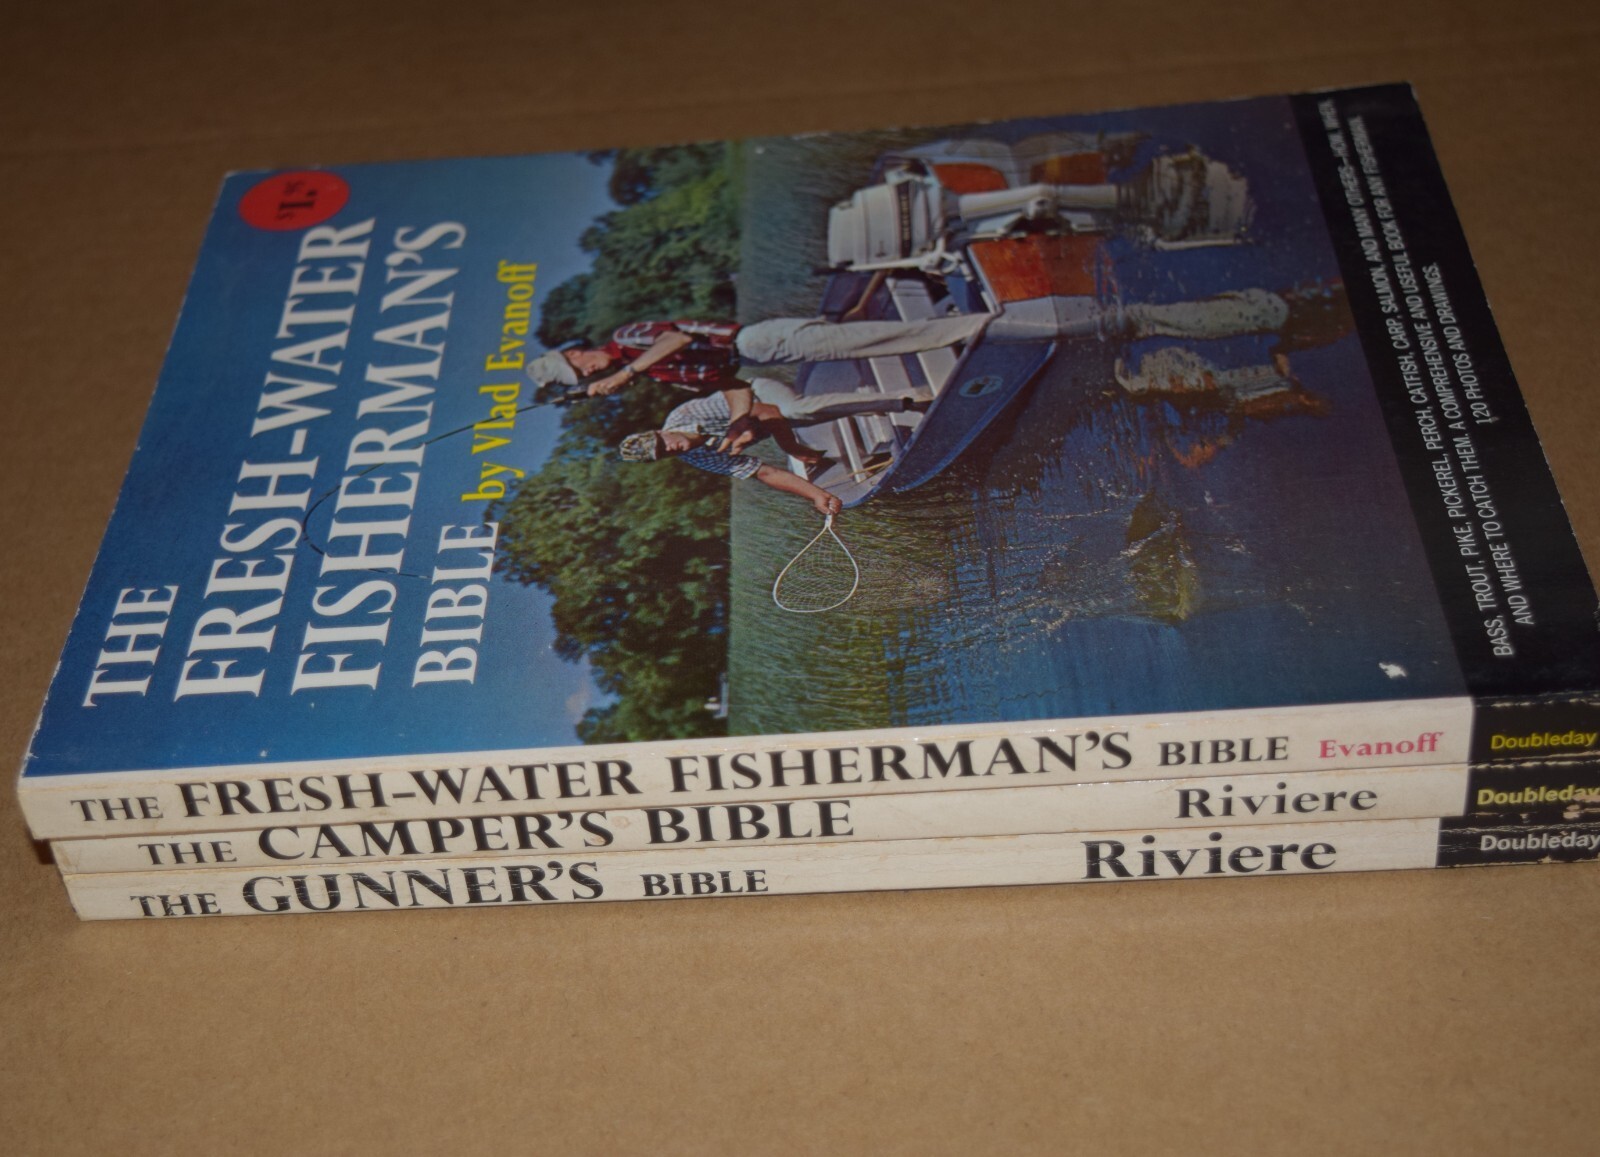 $1.95
THE
FRESH-WATER
FISHERMAN'S
BIBLE by Vlad Evanoff
BASS, TROUT, PIKE, PICKEREL, PERCH, CATFISH, CARP, SALMON, AND MANY OTHERS—HOW, WHEN,
AND WHERE TO CATCH THEM. A COMPREHENSIVE AND USEFUL BOOK FOR ANY FISHERMAN.
120 PHOTOS AND DRAWINGS.
THE FRESH-WATER FISHERMAN'S BIBLE Evanoff Doubleday
THE CAMPER'S BIBLE Riviere Doubleday
THE GUNNER'S BIBLE Riviere Doubleday